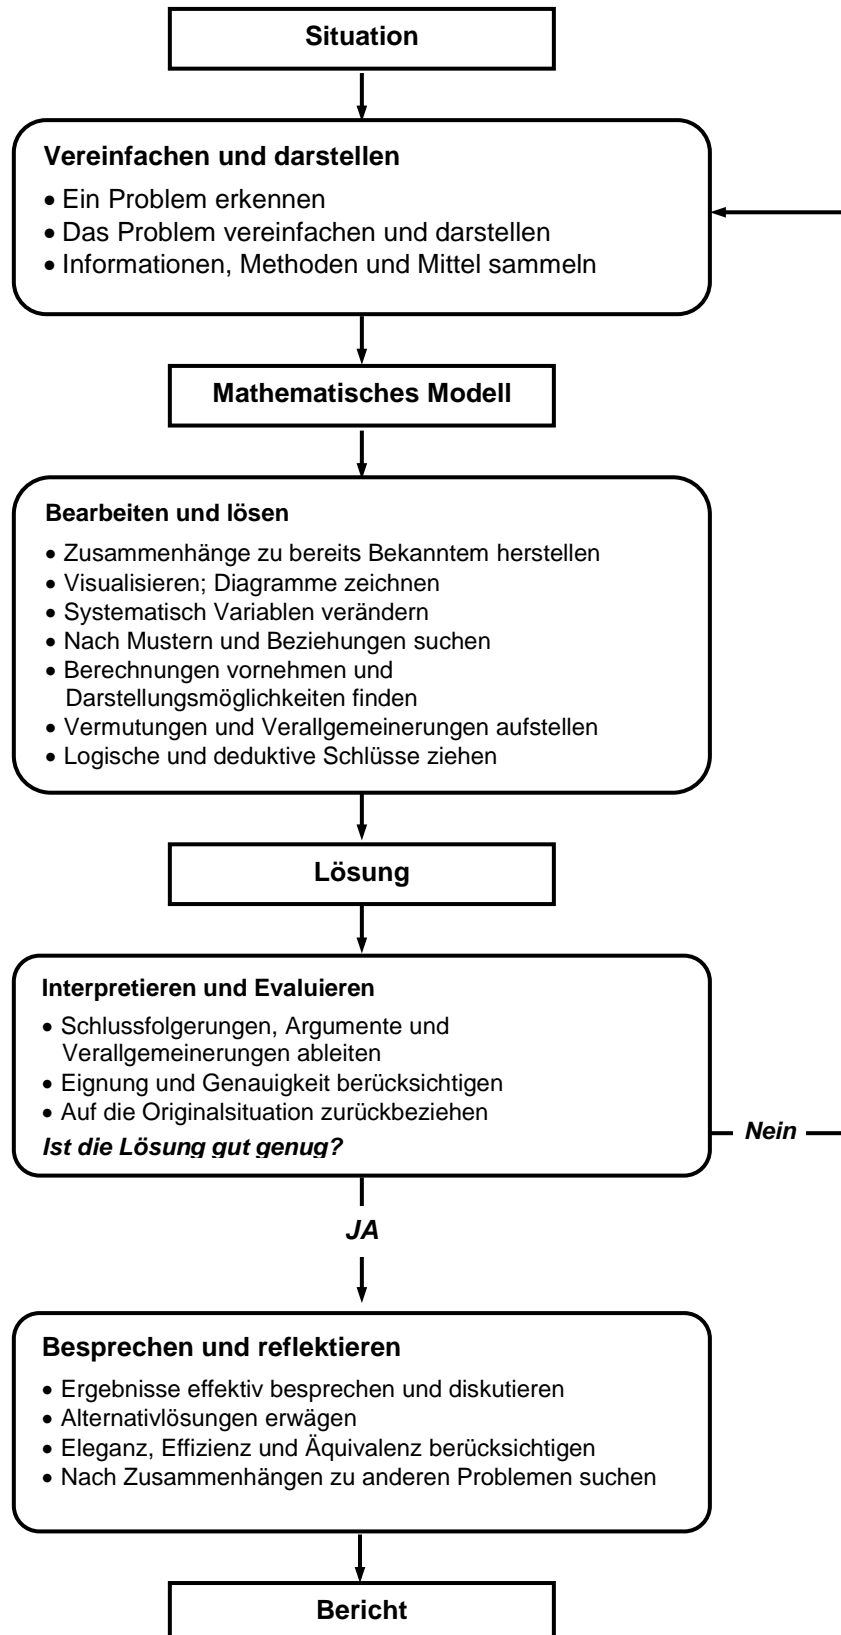 Situation
Vereinfachen und darstellen
• Ein Problem erkennen
• Das Problem vereinfachen und darstellen
• Informationen, Methoden und Mittel sammeln
Mathematisches Modell
Bearbeiten und lösen
• Zusammenhänge zu bereits Bekanntem herstellen
• Visualisieren; Diagramme zeichnen
• Systematisch Variablen verändern
• Nach Mustern und Beziehungen suchen
• Berechnungen vornehmen und
Darstellungsmöglichkeiten finden
• Vermutungen und Verallgemeinerungen aufstellen
• Logische und deduktive Schlüsse ziehen
Lösung
Interpretieren und Evaluieren
• Schlussfolgerungen, Argumente und
Verallgemeinerungen ableiten
• Eignung und Genauigkeit berücksichtigen
• Auf die Originalsituation zurückbeziehen
Ist die Lösung gut genug?
Nein
JA
Besprechen und reflektieren
• Ergebnisse effektiv besprechen und diskutieren
• Alternativlösungen erwägen
• Eleganz, Effizienz und Äquivalenz berücksichtigen
• Nach Zusammenhängen zu anderen Problemen suchen
Bericht